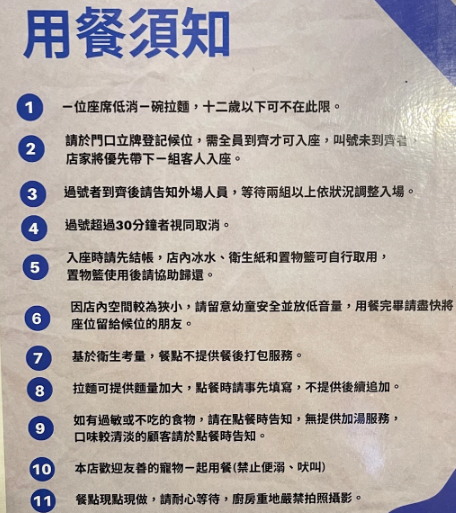 用餐須知
1 一位座席低消一碗拉麵，十二歲以下可不在此限。
2 請於門口立牌登記候位，需全員到齊才可入座，叫號未到齊者，
店家將優先帶下一組客人入座。
3 過號者到齊後請告知外場人員，等待兩組以上依狀況調整入場。
4 過號超過30分鐘者視同取消。
5 入座時請先結帳，店內冰水、衛生紙和置物籃可自行取用，
置物籃使用後請協助歸還。
6 因店內空間較為狹小，請留意幼童安全並放低音量，用餐完畢請盡快將
座位留給候位的朋友。
7 基於衛生考量，餐點不提供餐後打包服務。
8 拉麵可提供麵量加大，點餐時請事先填寫，不提供後續追加。
9 如有過敏或不吃的食物，請在點餐時告知，無提供加湯服務，
口味較清淡的顧客請於點餐時告知。
10 本店歡迎友善的寵物一起用餐(禁止便溺、吠叫)
11 餐點現點現做，請耐心等待，廚房重地嚴禁拍照攝影。